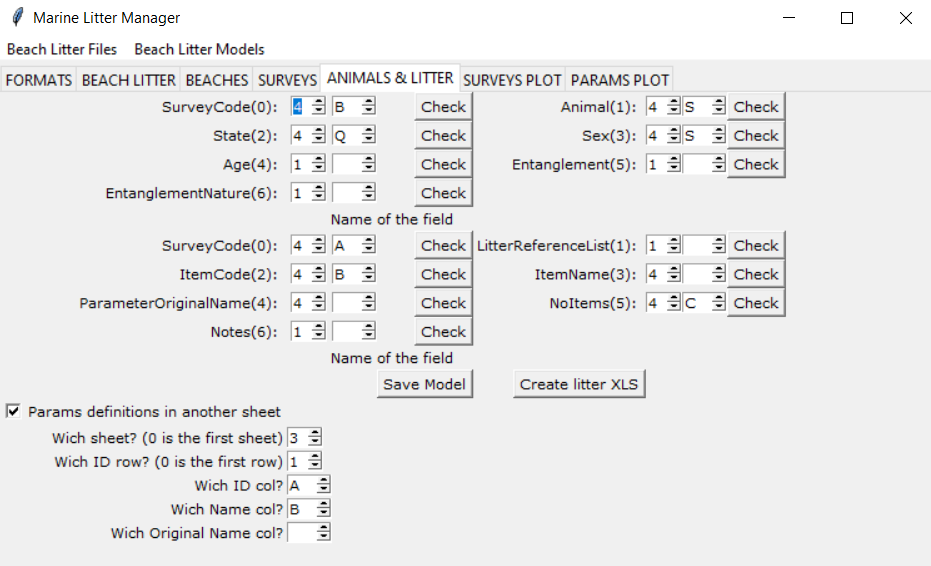 Marine Litter Manager
Beach Litter Files Beach Litter Models
FORMATS BEACH LITTER BEACHES SURVEYS ANIMALS & LITTER SURVEYS PLOT PARAMS PLOT
SurveyCode(0): 4 B Check Animal(1): 4 S Check
State(2): 4 Q Check Sex(3): 4 S Check
Age(4): 1 Check Entanglement(5): 1 Check
EntanglementNature(6): 1 Check
Name of the field
SurveyCode(0): 4 A Check LitterReferenceList(1): 1 Check
ItemCode(2): 4 B Check ItemName(3): 4 Check
ParameterOriginalName(4): 4 Check NoItems(5): 4 C Check
Notes(6): 1 Check
Name of the field
Save Model Create litter XLS
Params definitions in another sheet
Wich sheet? (0 is the first sheet) 3
Wich ID row? (0 is the first row) 1
Wich ID col? A
Wich Name col? B
Wich Original Name col?